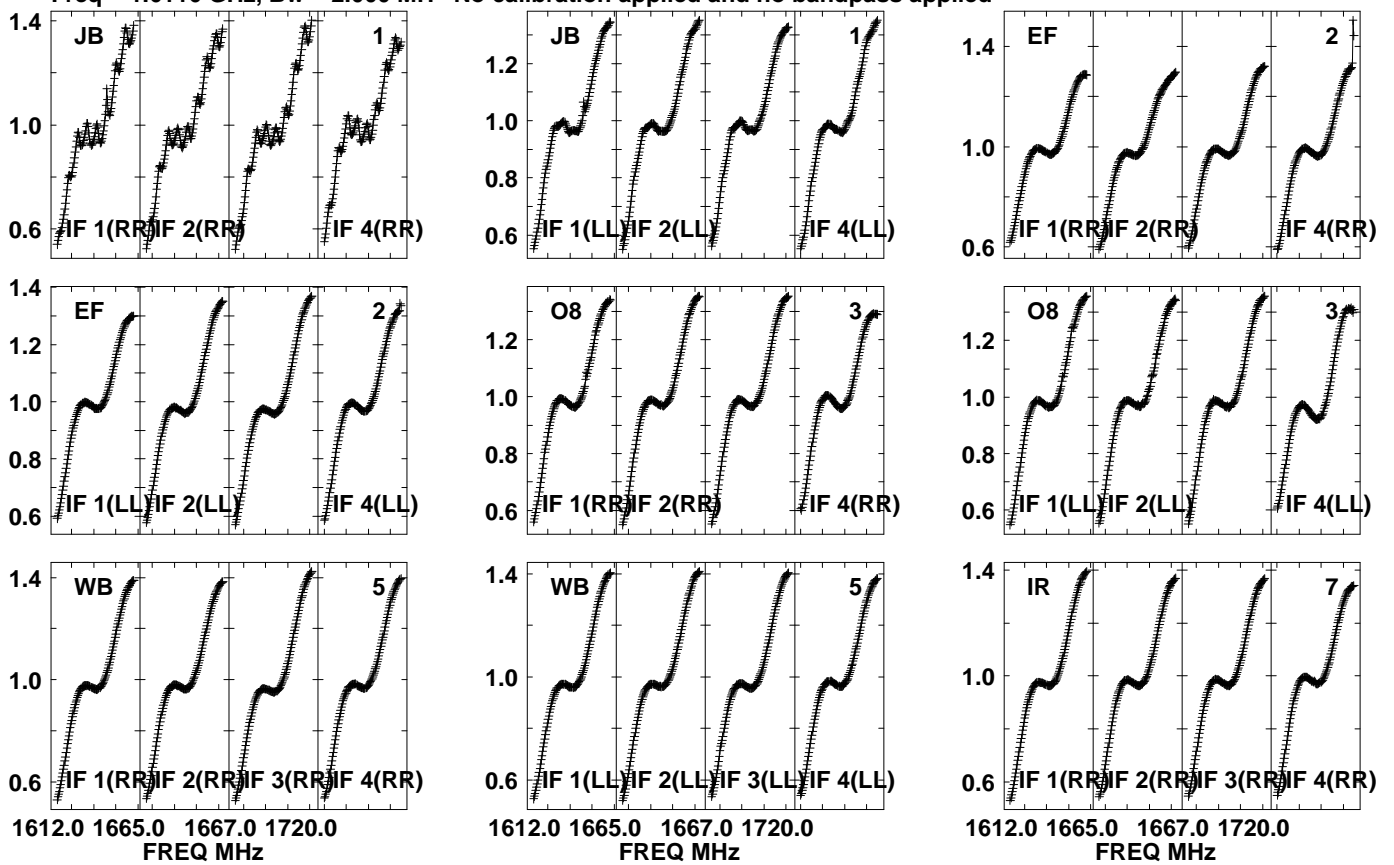 No calibration applied and no bandpass applied
JB 1
1.4
1.0
0.6
IF 1(RR) IF 2(RR) IF 4(RR)
JB 1
1.2
1.0
0.8
0.6
IF 1(LL) IF 2(LL) IF 4(LL)
EF 2
1.4
1.2
1.0
0.8
0.6
IF 1(RR) IF 2(RR) IF 4(RR)
EF 2
1.4
1.2
1.0
0.8
0.6
IF 1(LL) IF 2(LL) IF 4(LL)
O8 3
1.2
1.0
0.8
0.6
IF 1(RR) IF 2(RR) IF 4(RR)
O8 3
1.2
1.0
0.8
0.6
IF 1(LL) IF 2(LL) IF 4(LL)
WB 5
1.4
1.0
0.6
IF 1(RR) IF 2(RR) IF 3(RR) IF 4(RR)
1612.0 1665.0 1667.0 1720.0
FREQ MHz
WB 5
1.4
1.0
0.6
IF 1(LL) IF 2(LL) IF 3(LL) IF 4(LL)
1612.0 1665.0 1667.0 1720.0
FREQ MHz
IR 7
1.4
1.0
0.6
IF 1(RR) IF 2(RR) IF 3(RR) IF 4(RR)
1612.0 1665.0 1667.0 1720.0
FREQ MHz